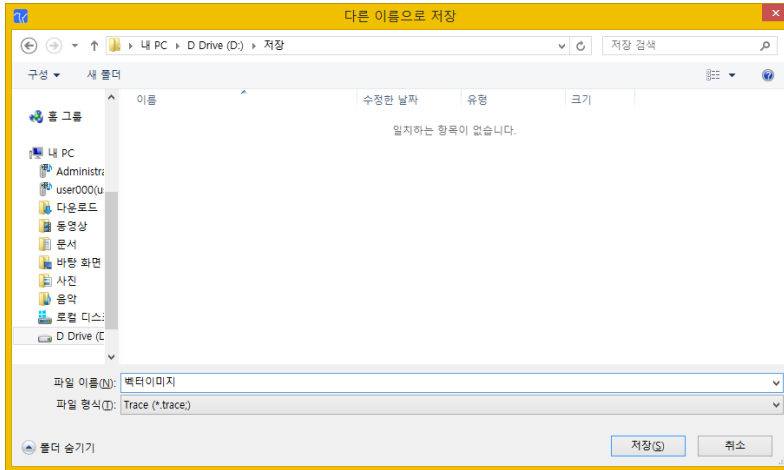 다른 이름으로 저장
내 PC ▸ D Drive (D:) ▸ 저장
저장 검색
구성 새 폴더
이름 수정한 날짜 유형 크기
일치하는 항목이 없습니다.
홈 그룹
내 PC
Administra
user000(u
다운로드
동영상
문서
바탕 화면
사진
음악
로컬 디스
D Drive (D
파일 이름(N): 벡터이미지
파일 형식(T): Trace (*.trace;)
폴더 숨기기
저장(S) 취소